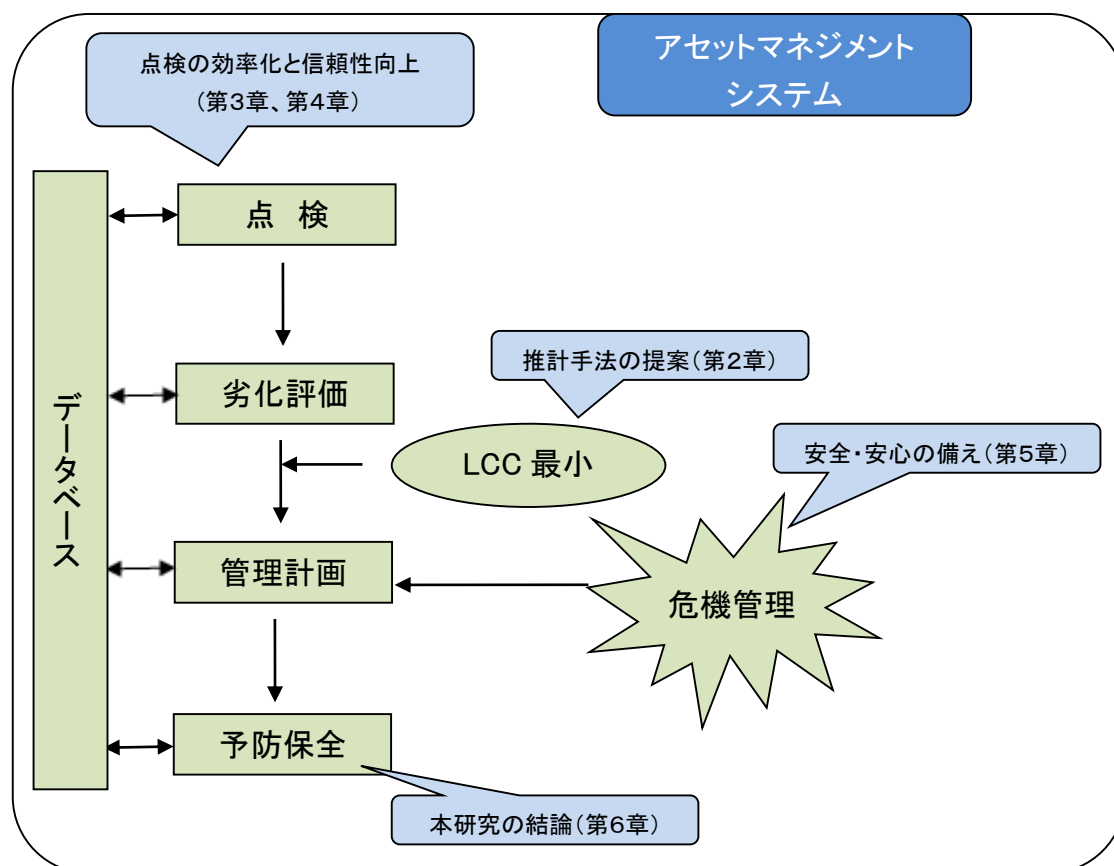 アセットマネジメント
システム
点検の効率化と信頼性向上
(第3章、第4章)
点 検
データベース
劣化評価
推計手法の提案(第2章)
LCC 最小
安全・安心の備え(第5章)
管理計画
危機管理
予防保全
本研究の結論(第6章)